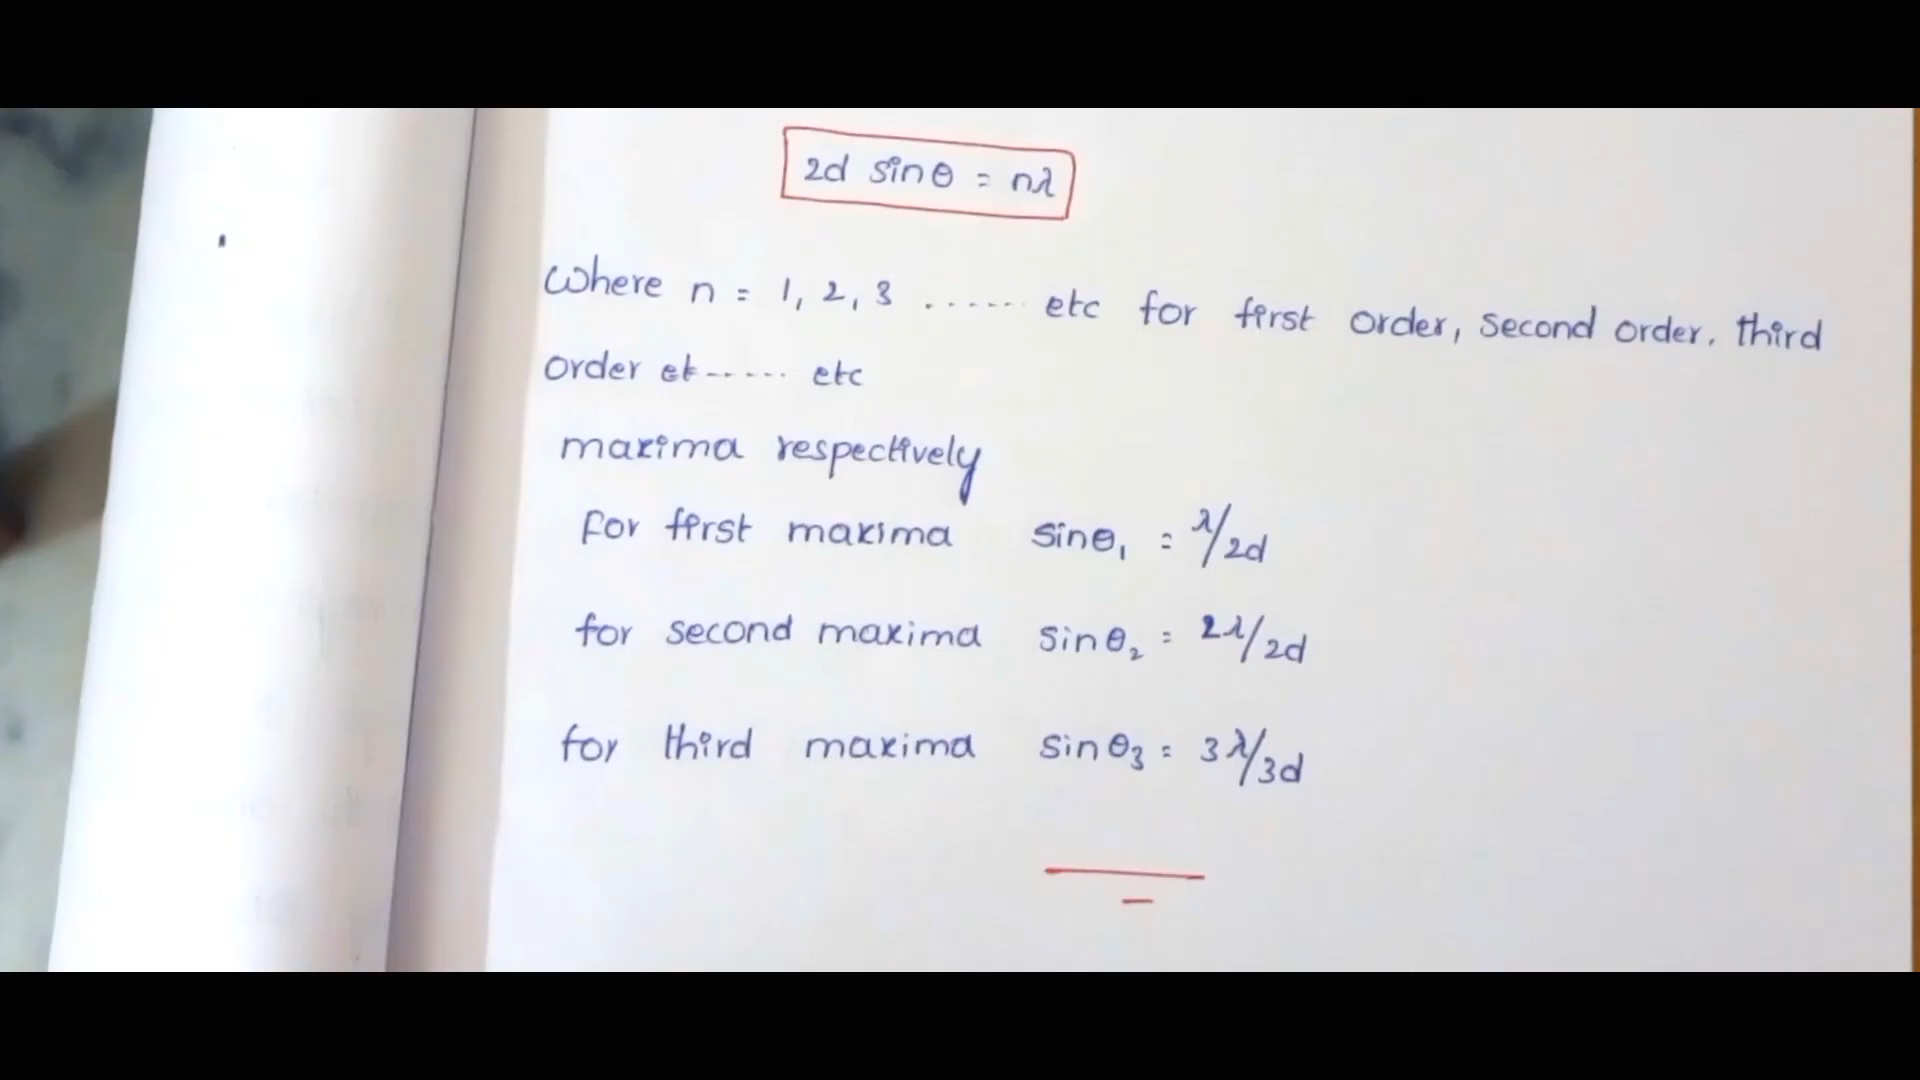 2d sinθ = nλ
Where n = 1, 2, 3 ...... etc for first order, second order. third
order et ----- etc
maxima respectively
For first maxima sinθ₁ = λ/2d
for second maxima sinθ₂ = 2λ/2d
for third maxima sinθ₃ = 3λ/3d